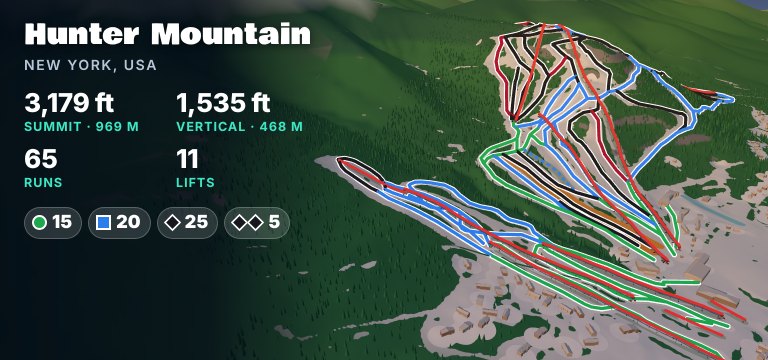 Hunter Mountain
NEW YORK, USA
3,179 ft 1,535 ft
SUMMIT · 969 M VERTICAL · 468 M
65 11
RUNS LIFTS
15 20 25 5